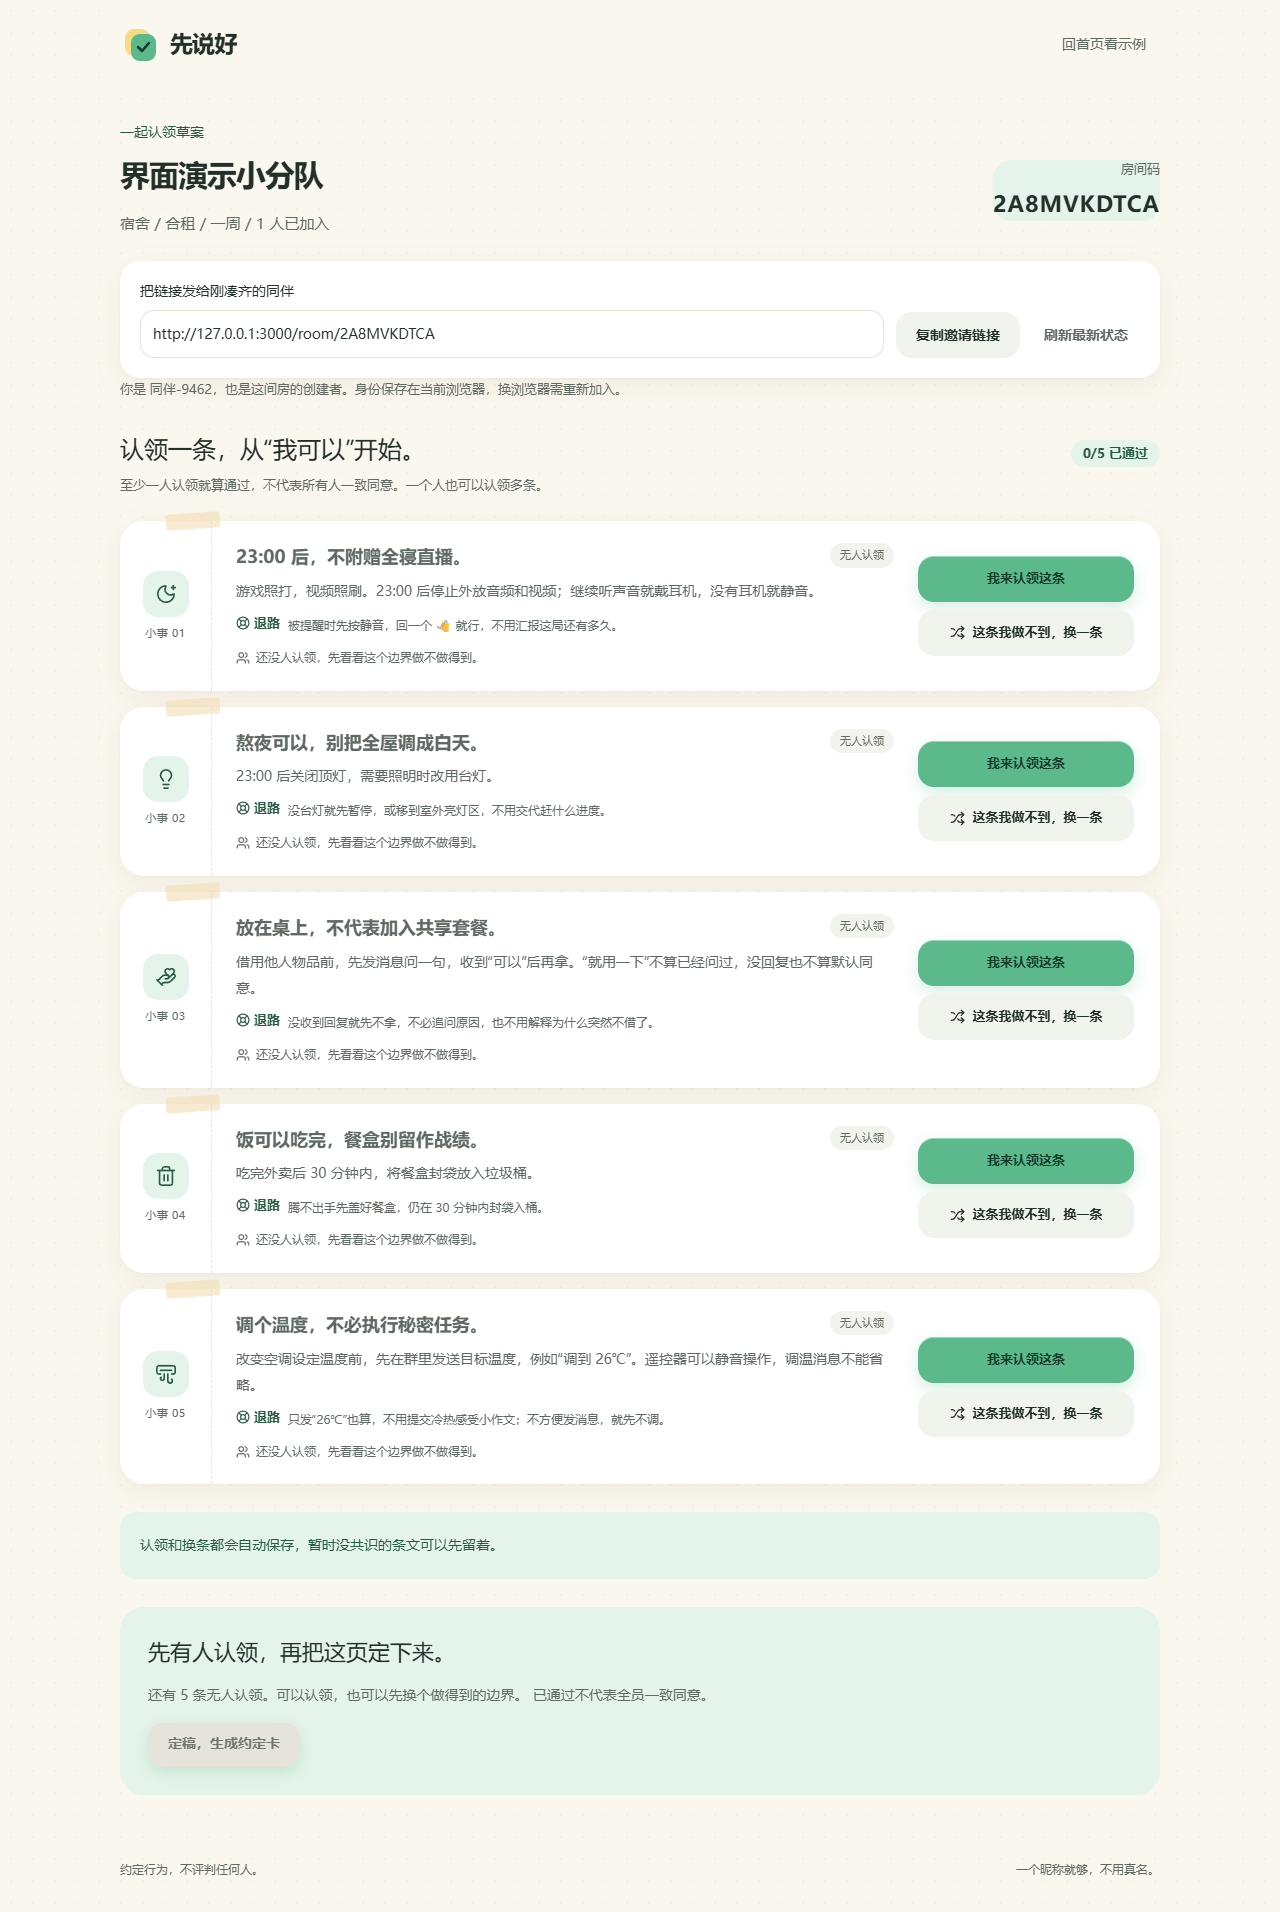 先说好
回首页看示例
一起认领草案
界面演示小分队
宿舍 / 合租 / 一周 / 1 人已加入
房间码
2A8MVKDTCA
把链接发给刚凑齐的同伴
http://127.0.0.1:3000/room/2A8MVKDTCA
复制邀请链接
刷新最新状态
你是 同伴-9462，也是这间房的创建者。身份保存在当前浏览器，换浏览器需重新加入。
认领一条，从“我可以”开始。
0/5 已通过
至少一人认领就算通过，不代表所有人一致同意。一个人也可以认领多条。
小事 01
23:00 后，不附赠全寝直播。
无人认领
游戏照打，视频照刷。23:00 后停止外放音频和视频；继续听声音就戴耳机，没有耳机就静音。
退路 被提醒时先按静音，回一个 🤙 就行，不用汇报这局还有多久。
还没人认领，先看看这个边界做不做得到。
我来认领这条
这条我做不到，换一条
小事 02
熬夜可以，别把全屋调成白天。
无人认领
23:00 后关闭顶灯，需要照明时改用台灯。
退路 没台灯就先暂停，或移到室外亮灯区，不用交代赶什么进度。
还没人认领，先看看这个边界做不做得到。
我来认领这条
这条我做不到，换一条
小事 03
放在桌上，不代表加入共享套餐。
无人认领
借用他人物品前，先发消息问一句，收到“可以”后再拿。“就用一下”不算已经问过，没回复也不算默认同
意。
退路 没收到回复就先不拿，不必追问原因，也不用解释为什么突然不借了。
还没人认领，先看看这个边界做不做得到。
我来认领这条
这条我做不到，换一条
小事 04
饭可以吃完，餐盒别留作战绩。
无人认领
吃完外卖后 30 分钟内，将餐盒封袋放入垃圾桶。
退路 腾不出手先盖好餐盒，仍在 30 分钟内封袋入桶。
还没人认领，先看看这个边界做不做得到。
我来认领这条
这条我做不到，换一条
小事 05
调个温度，不必执行秘密任务。
无人认领
改变空调设定温度前，先在群里发送目标温度，例如“调到 26℃”。遥控器可以静音操作，调温消息不能省
略。
退路 只发“26℃”也算，不用提交冷热感受小作文；不方便发消息，就先不调。
还没人认领，先看看这个边界做不做得到。
我来认领这条
这条我做不到，换一条
认领和换条都会自动保存，暂时没共识的条文可以先留着。
先有人认领，再把这页定下来。
还有 5 条无人认领。可以认领，也可以先换个做得到的边界。 已通过不代表全员一致同意。
定稿，生成约定卡
约定行为，不评判任何人。
一个昵称就够，不用真名。